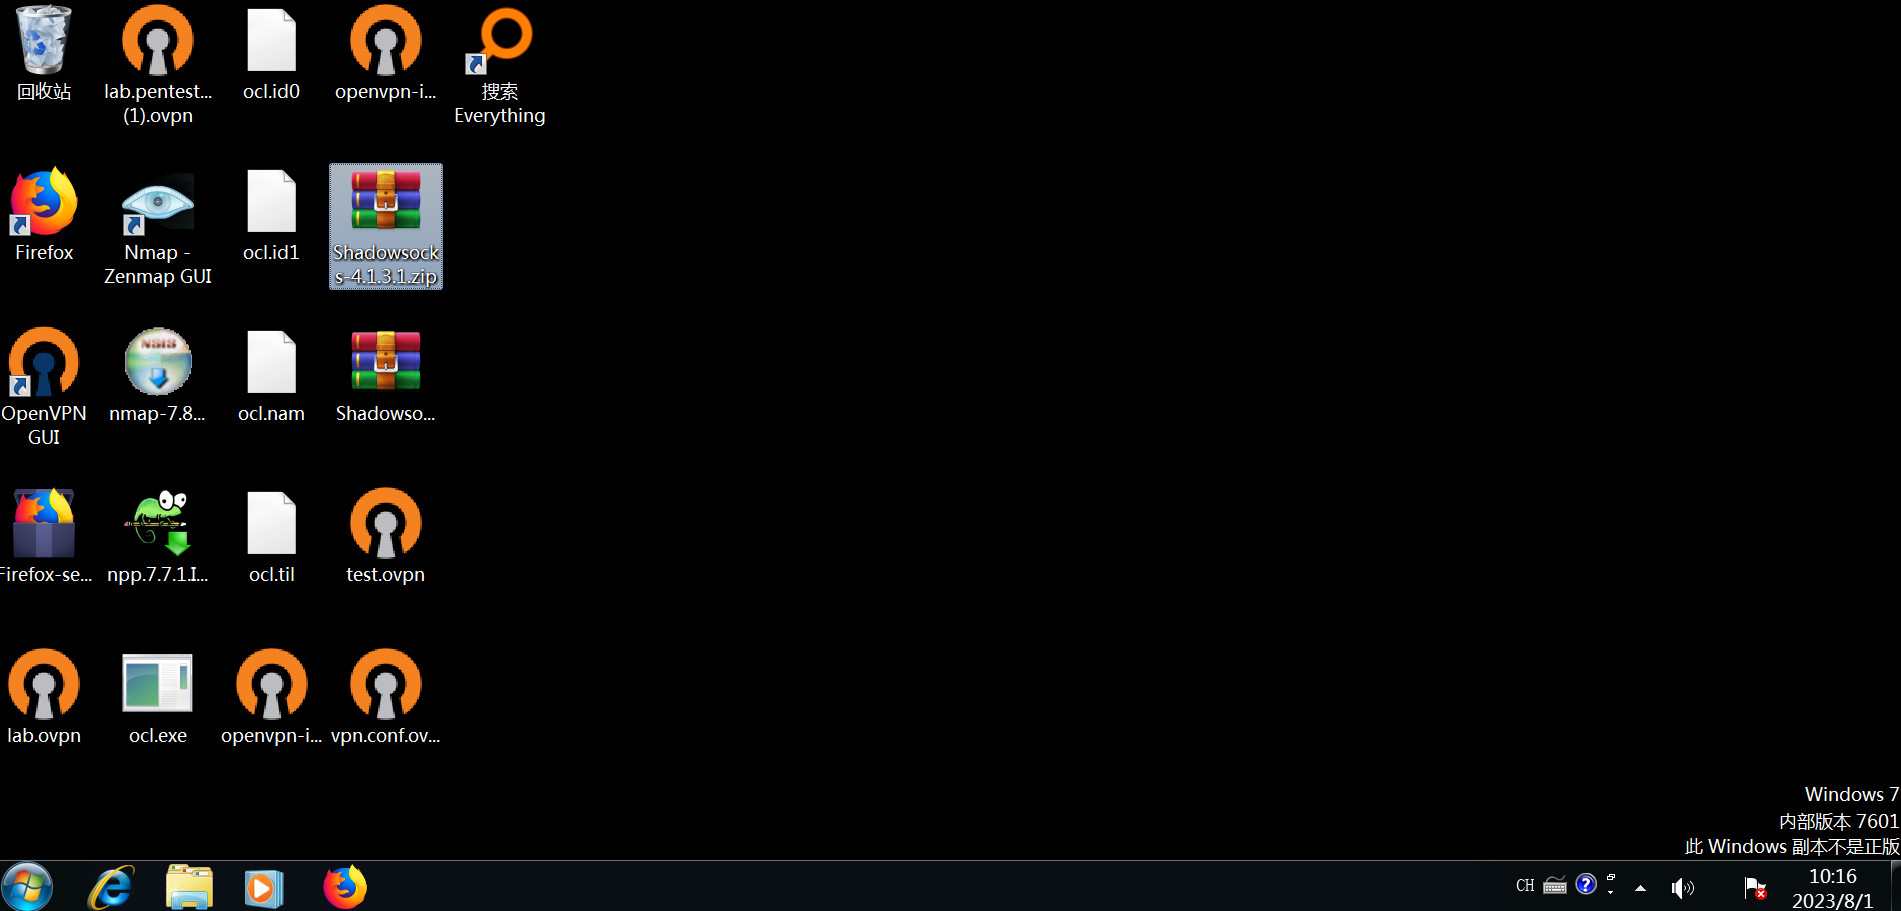 回收站
lab.pentest...
(1).ovpn
ocl.id0
openvpn-i...
搜索
Everything
Firefox
Nmap -
Zenmap GUI
ocl.id1
Shadowsock
s-4.1.3.1.zip
OpenVPN
GUI
NSIS
nmap-7.8...
ocl.nam
Shadowso...
Firefox-se...
npp.7.7.1.I...
ocl.til
test.ovpn
lab.ovpn
ocl.exe
openvpn-i...
vpn.conf.ov...
Windows 7
内部版本 7601
此 Windows 副本不是正版
CH
10:16
2023/8/1